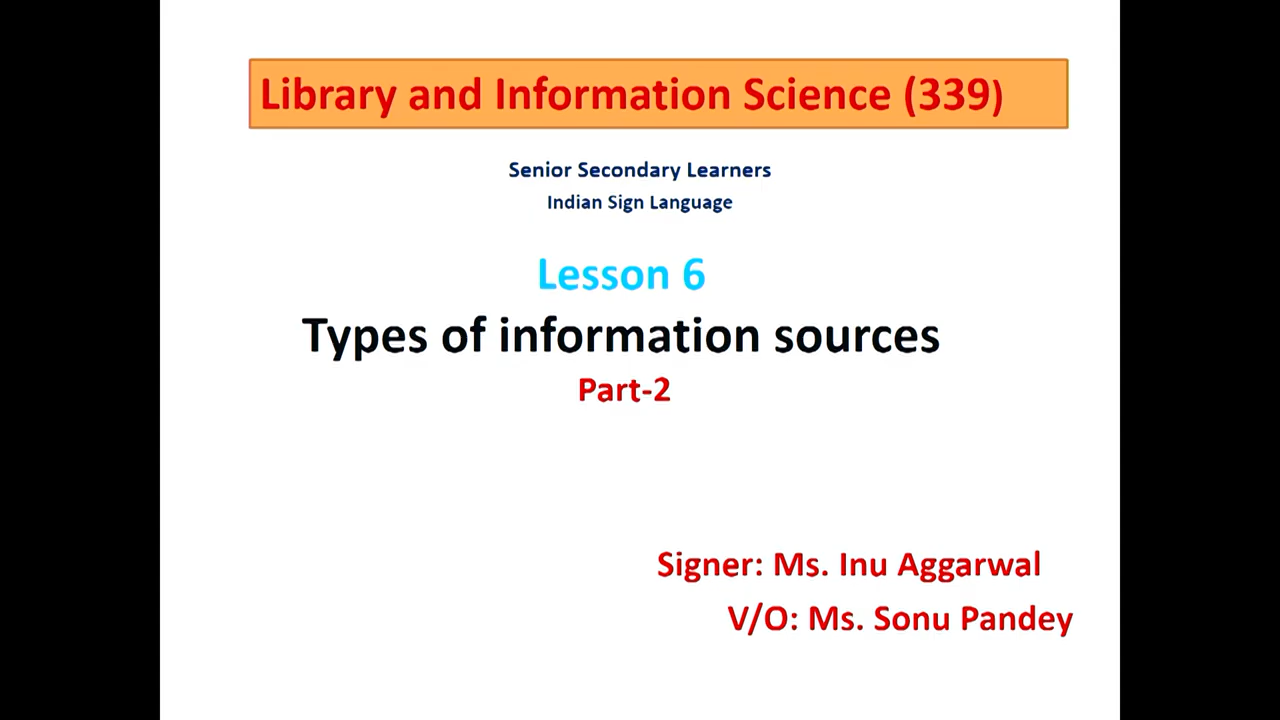 Library and Information Science (339)
Senior Secondary Learners
Indian Sign Language
Lesson 6
Types of information sources
Part-2
Signer: Ms. Inu Aggarwal
V/O: Ms. Sonu Pandey